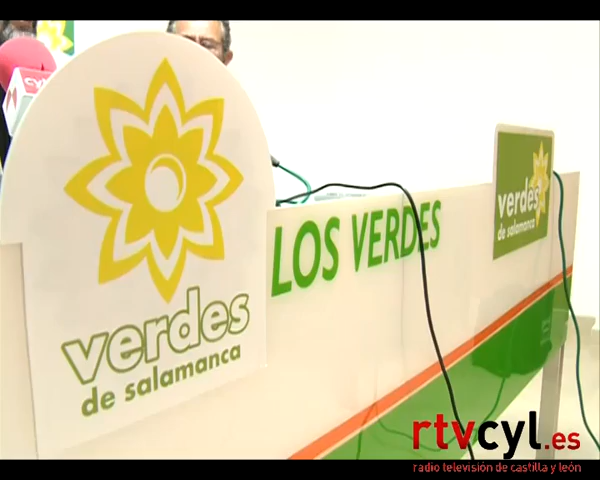 verdes
de salamanca
LOS VERDES
verdes
de salamanca
rtvcyl.es
radio televisión de castilla y león